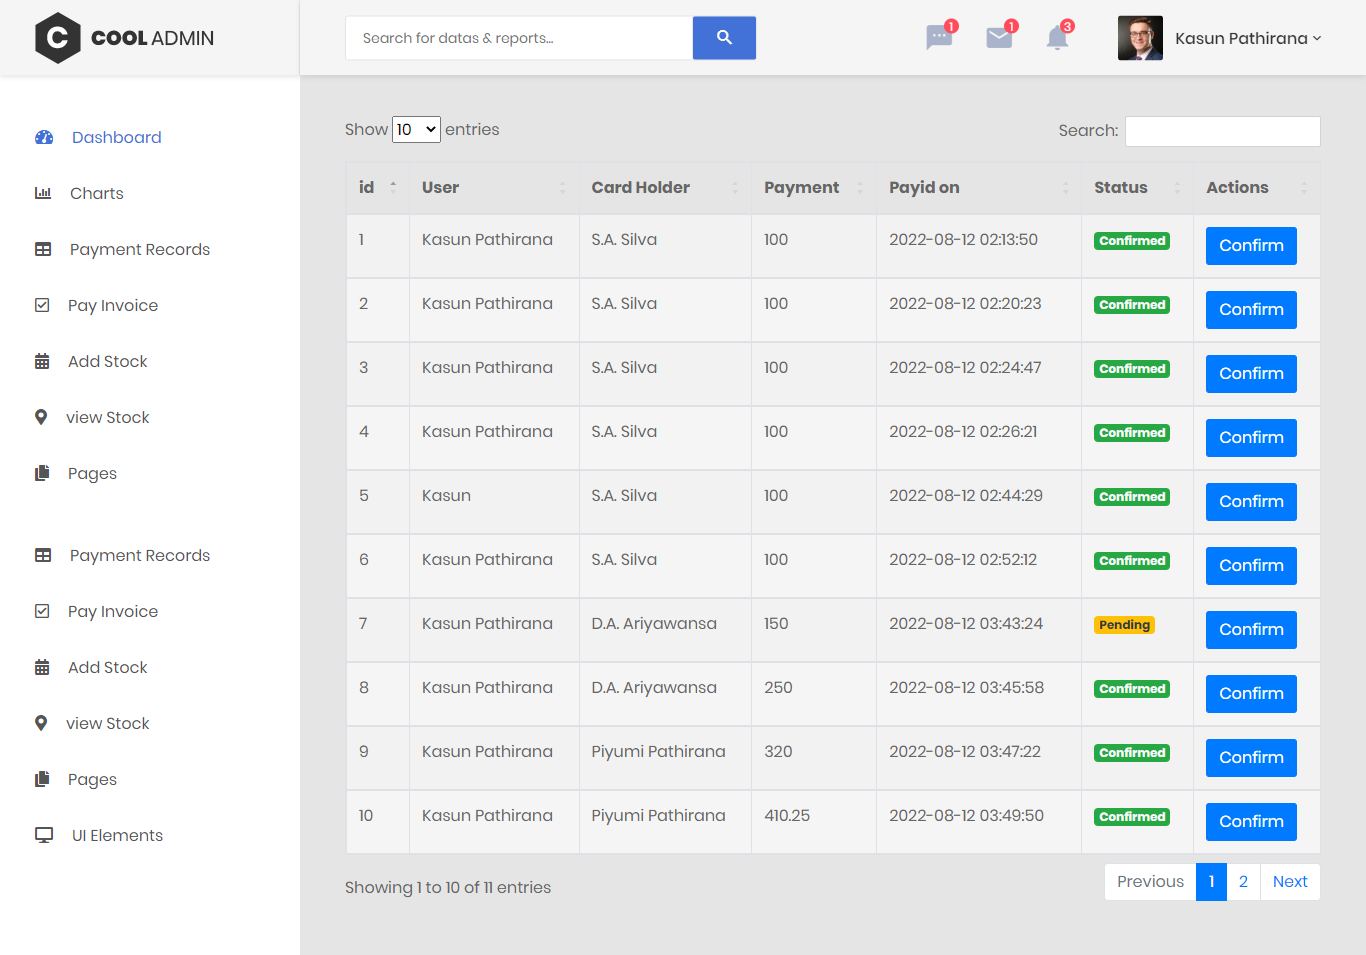 C COOL ADMIN
Search for datas & reports...
1
1
3
Kasun Pathirana
Dashboard
Charts
Payment Records
Pay Invoice
Add Stock
view Stock
Pages
Payment Records
Pay Invoice
Add Stock
view Stock
Pages
UI Elements
Show 10 entries
Search:
id User Card Holder Payment Payid on Status Actions
1 Kasun Pathirana S.A. Silva 100 2022-08-12 02:13:50 Confirmed Confirm
2 Kasun Pathirana S.A. Silva 100 2022-08-12 02:20:23 Confirmed Confirm
3 Kasun Pathirana S.A. Silva 100 2022-08-12 02:24:47 Confirmed Confirm
4 Kasun Pathirana S.A. Silva 100 2022-08-12 02:26:21 Confirmed Confirm
5 Kasun S.A. Silva 100 2022-08-12 02:44:29 Confirmed Confirm
6 Kasun Pathirana S.A. Silva 100 2022-08-12 02:52:12 Confirmed Confirm
7 Kasun Pathirana D.A. Ariyawansa 150 2022-08-12 03:43:24 Pending Confirm
8 Kasun Pathirana D.A. Ariyawansa 250 2022-08-12 03:45:58 Confirmed Confirm
9 Kasun Pathirana Piyumi Pathirana 320 2022-08-12 03:47:22 Confirmed Confirm
10 Kasun Pathirana Piyumi Pathirana 410.25 2022-08-12 03:49:50 Confirmed Confirm
Showing 1 to 10 of 11 entries
Previous 1 2 Next